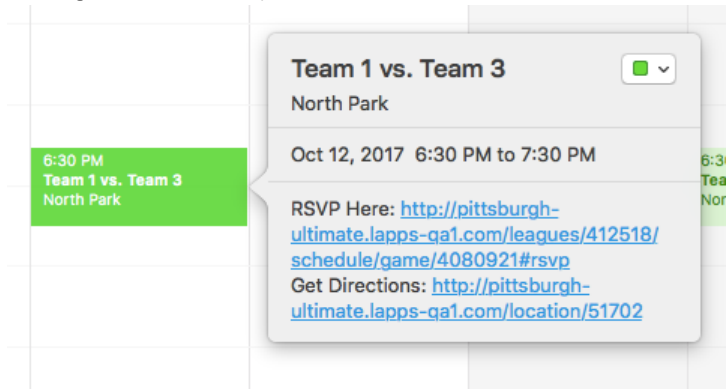 6:30 PM
Team 1 vs. Team 3
North Park
Team 1 vs. Team 3
North Park
Oct 12, 2017 6:30 PM to 7:30 PM
RSVP Here: http://pittsburgh-
ultimate.lapps-qa1.com/leagues/412518/
schedule/game/4080921#rsvp
Get Directions: http://pittsburgh-
ultimate.lapps-qa1.com/location/51702